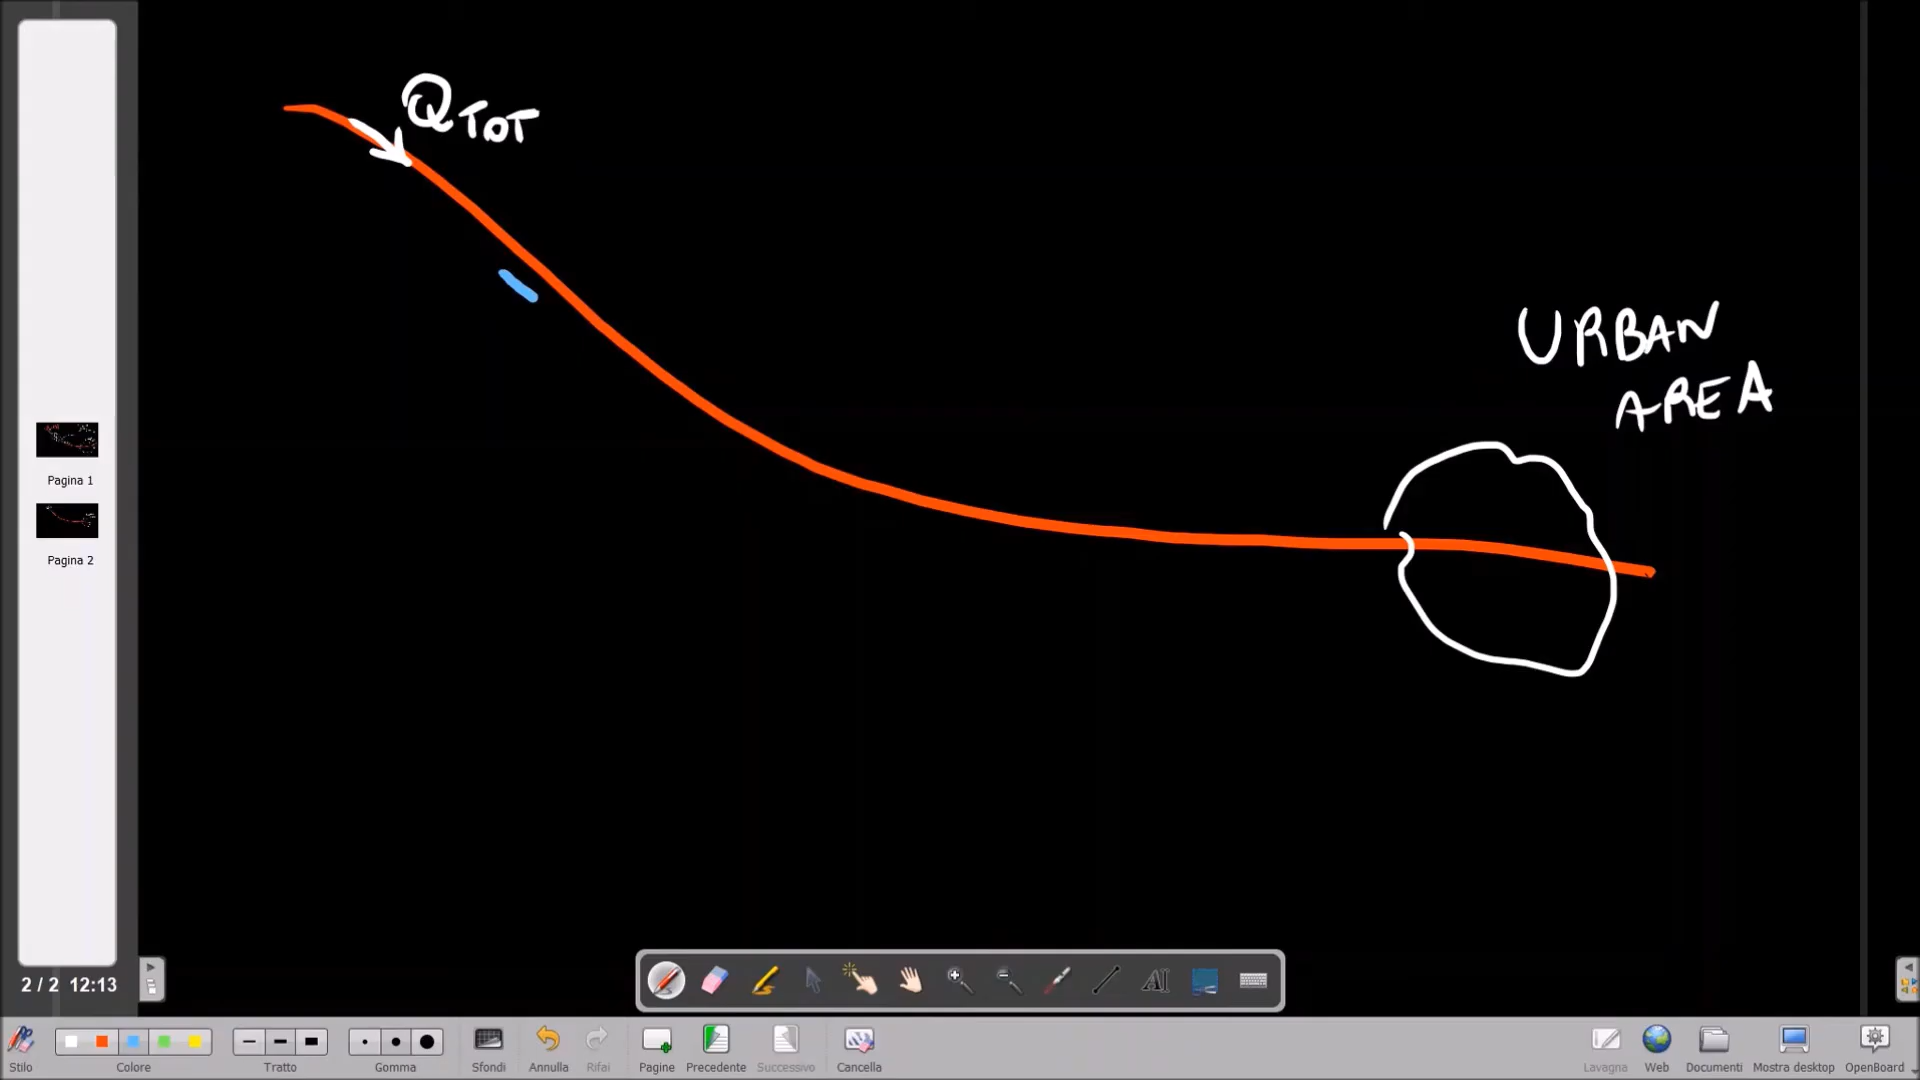 QTOT
URBAN
AREA
Pagina 1
Pagina 2
2 / 2 12:13
Stilo
Colore
Tratto
Gomma
Sfondi
Annulla
Rifai
Pagine
Precedente
Successivo
Cancella
Lavagna
Web
Documenti
Mostra desktop
OpenBoard